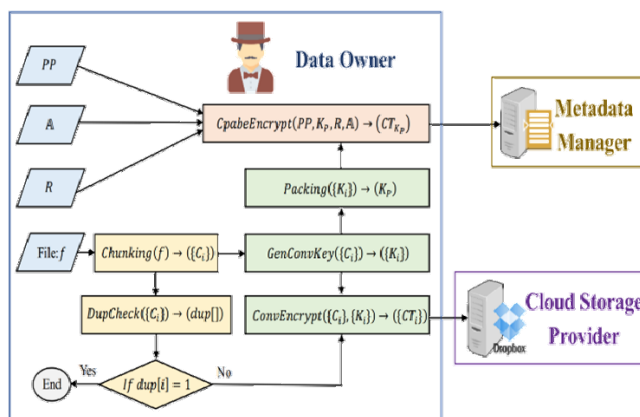 Data Owner
PP
𝔸
R
CpabeEncrypt(PP, K_P, R, 𝔸) → (CT_{K_P})
Metadata
Manager
Packing({K_i}) → (K_P)
File: f
Chunking(f) → ({C_i})
GenConvKey({C_i}) → ({K_i})
DupCheck({C_i}) → (dup[])
ConvEncrypt({C_i}, {K_i}) → ({CT_i})
Cloud Storage
Provider
Dropbox
Yes
No
End
If dup[i] = 1